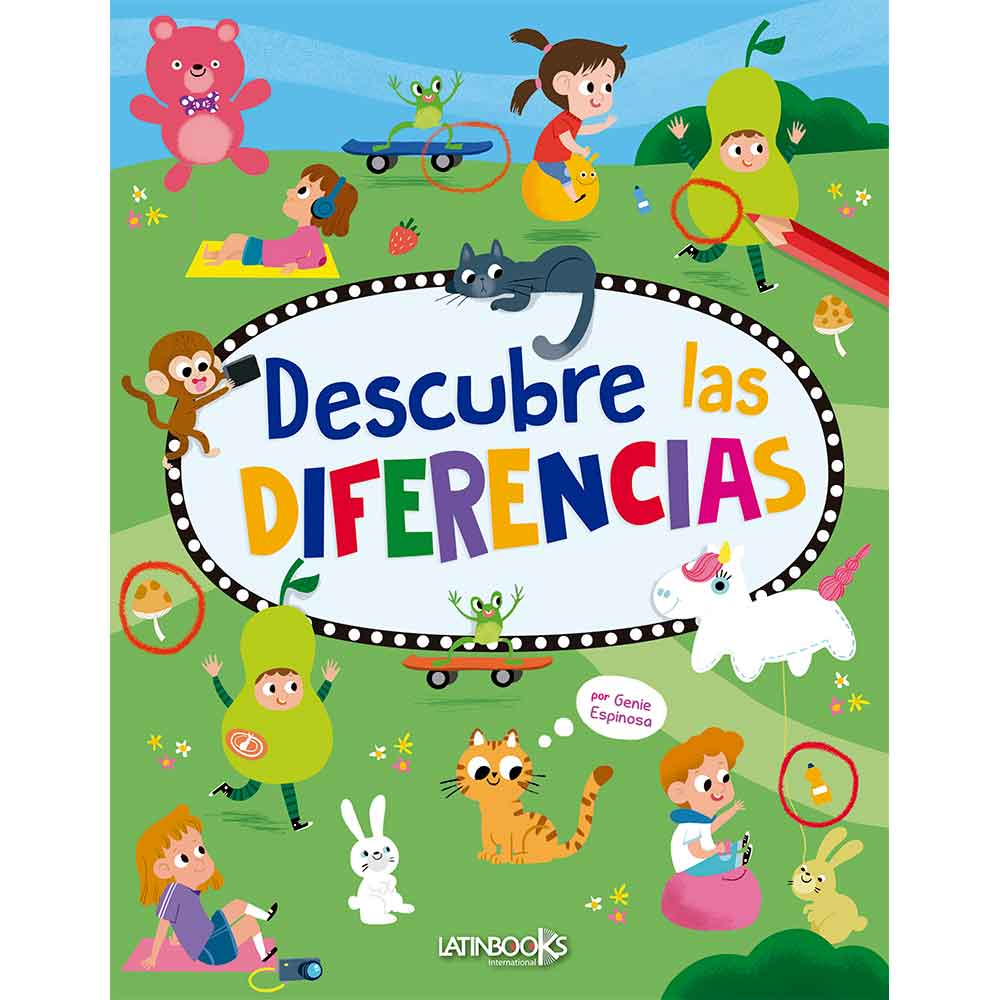 Descubre las
DIFERENCIAS
por Genie
Espinosa
LATINBOOKS
International